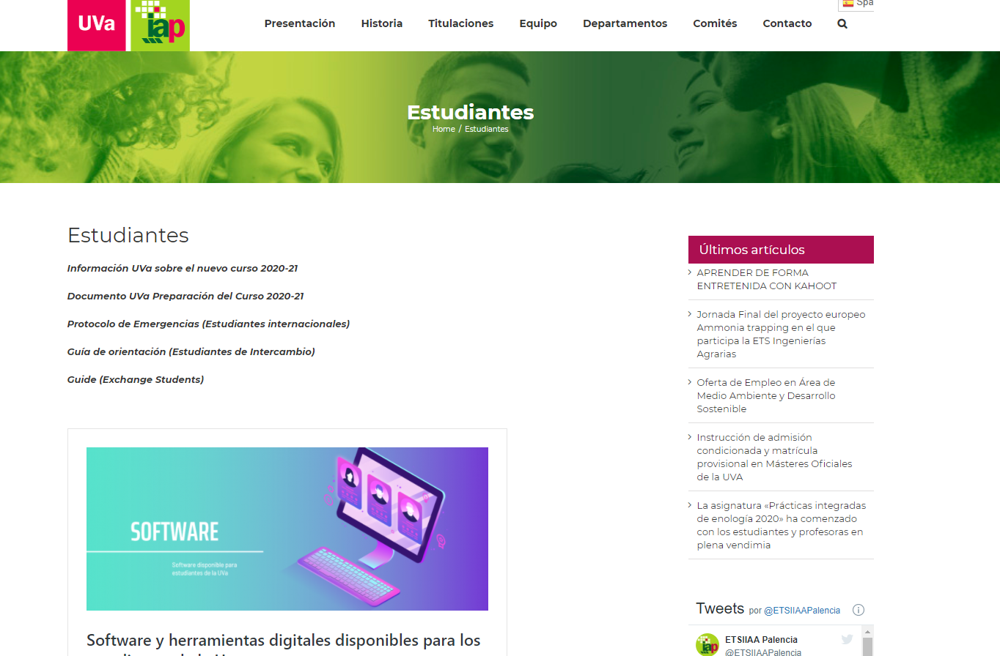 Spa
UVa
iap
Presentación Historia Titulaciones Equipo Departamentos Comités Contacto
Estudiantes
Home / Estudiantes
Estudiantes
Información UVa sobre el nuevo curso 2020-21
Documento UVa Preparación del Curso 2020-21
Protocolo de Emergencias (Estudiantes internacionales)
Guía de orientación (Estudiantes de Intercambio)
Guide (Exchange Students)
SOFTWARE
Software disponible para
estudiantes de la UVa
Software y herramientas digitales disponibles para los
Últimos artículos
APRENDER DE FORMA
ENTRETENIDA CON KAHOOT
Jornada Final del proyecto europeo
Ammonia trapping en el que
participa la ETS Ingenierías
Agrarias
Oferta de Empleo en Área de
Medio Ambiente y Desarrollo
Sostenible
Instrucción de admisión
condicionada y matrícula
provisional en Másteres Oficiales
de la UVA
La asignatura «Prácticas integradas
de enología 2020» ha comenzado
con los estudiantes y profesoras en
plena vendimia
Tweets por @ETSIIAAPalencia
iap
ETSIIAA Palencia
@ETSIIAAPalencia